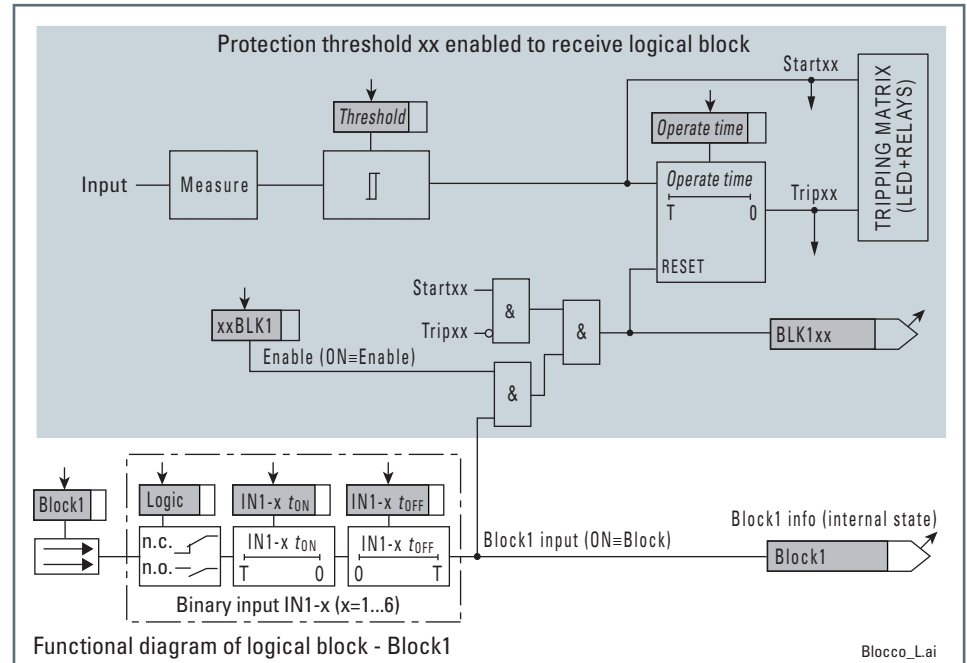 Protection threshold xx enabled to receive logical block
Startxx
TRIPPING MATRIX
(LED+RELAYS)
Threshold
Operate time
Input
Measure
Operate time
T 0
Tripxx
RESET
Startxx
&
Tripxx
&
xxBLK1
BLK1xx
Enable (ON≡Enable)
&
Block1
Logic
IN1-x tON
IN1-x tOFF
n.c.
n.o.
IN1-x tON
T 0
IN1-x tOFF
0 T
Block1 input (ON≡Block)
Block1 info (internal state)
Block1
Binary input IN1-x (x=1...6)
Functional diagram of logical block - Block1
Blocco_L.ai